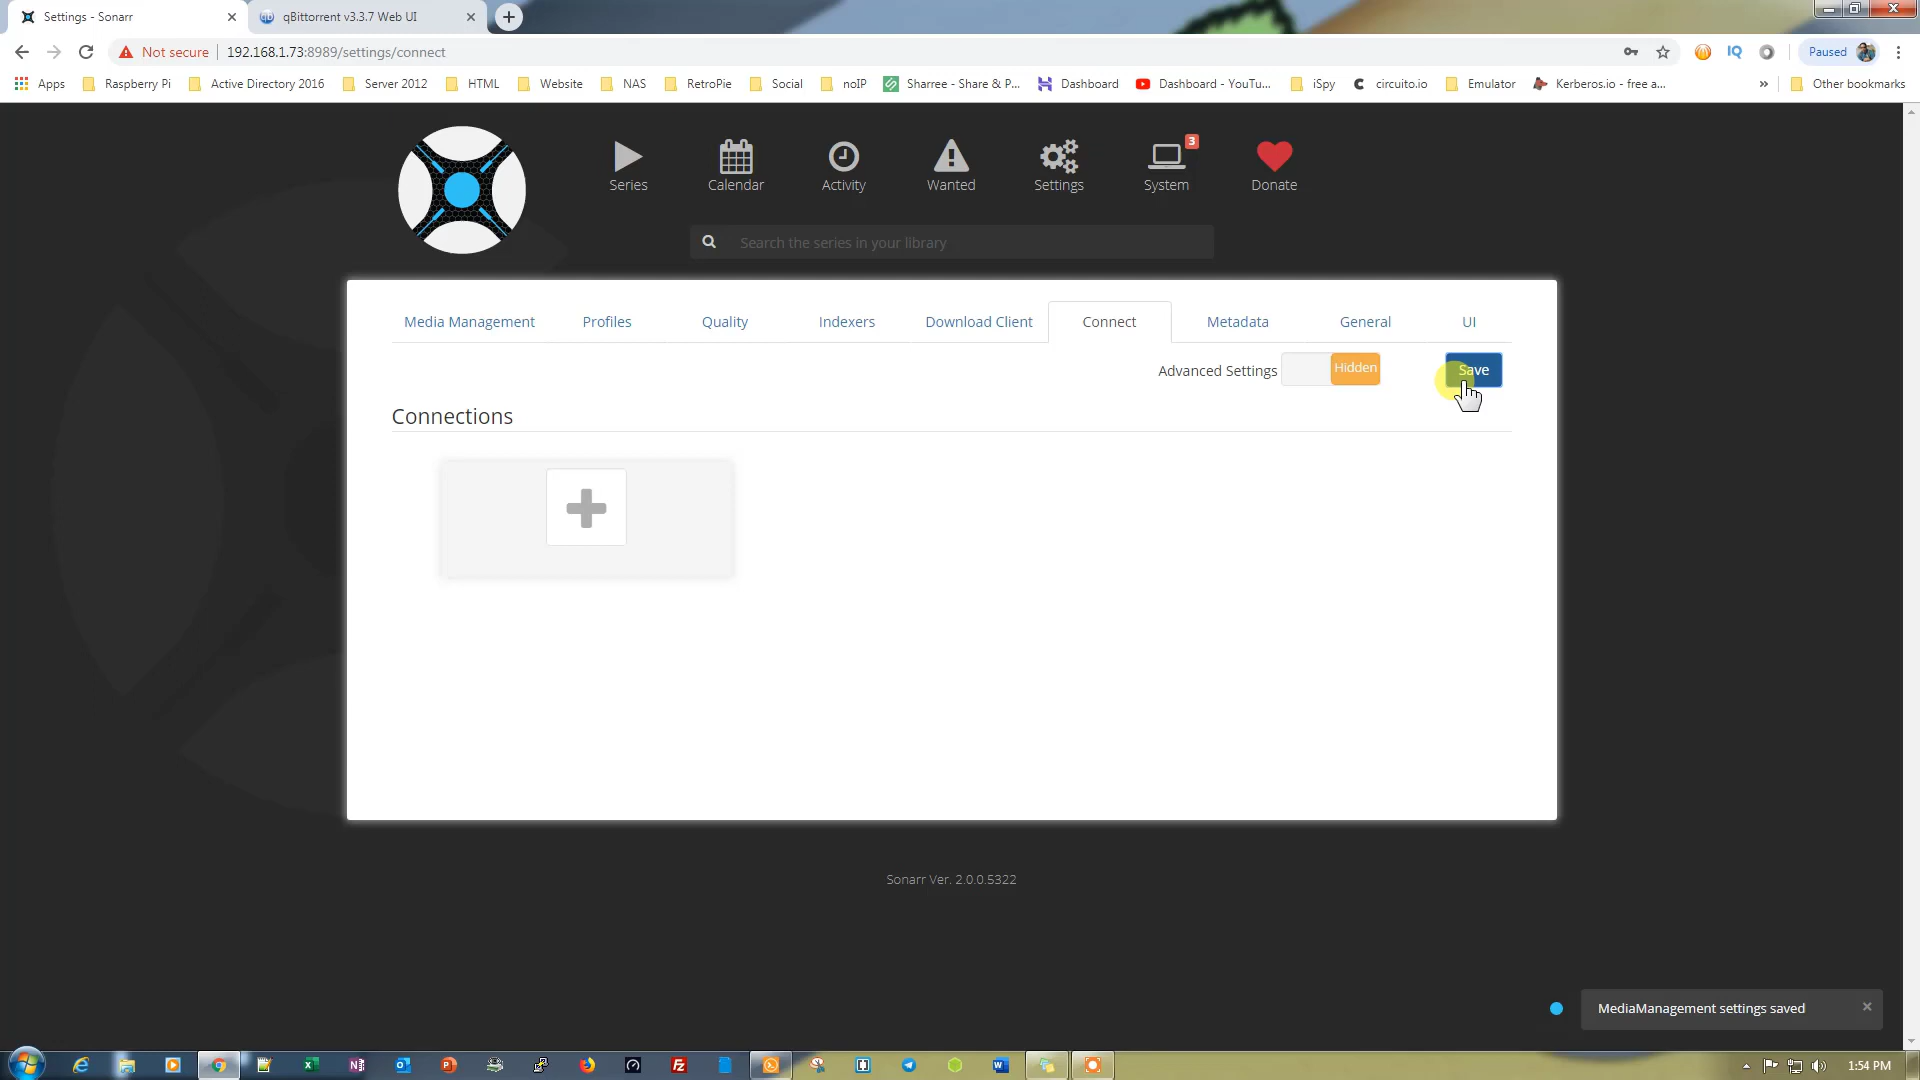 Settings - Sonarr
qBittorrent v3.3.7 Web UI
Not secure
192.168.1.73:8989/settings/connect
IQ
Paused
Apps
Raspberry Pi
Active Directory 2016
Server 2012
HTML
Website
NAS
RetroPie
Social
noIP
Sharree - Share & P...
Dashboard
Dashboard - YouTu...
iSpy
circuito.io
Emulator
Kerberos.io - free a...
»
Other bookmarks
Series
Calendar
Activity
Wanted
Settings
System
3
Donate
Search the series in your library
Media Management
Profiles
Quality
Indexers
Download Client
Connect
Metadata
General
UI
Advanced Settings
Hidden
Save
Connections
Sonarr Ver. 2.0.0.5322
MediaManagement settings saved
1:54 PM